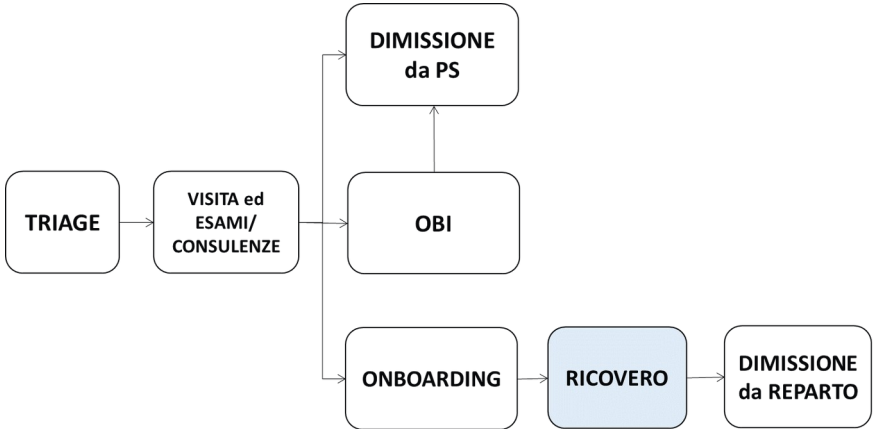 DIMISSIONE
da PS
TRIAGE
VISITA ed
ESAMI/
CONSULENZE
OBI
ONBOARDING
RICOVERO
DIMISSIONE
da REPARTO